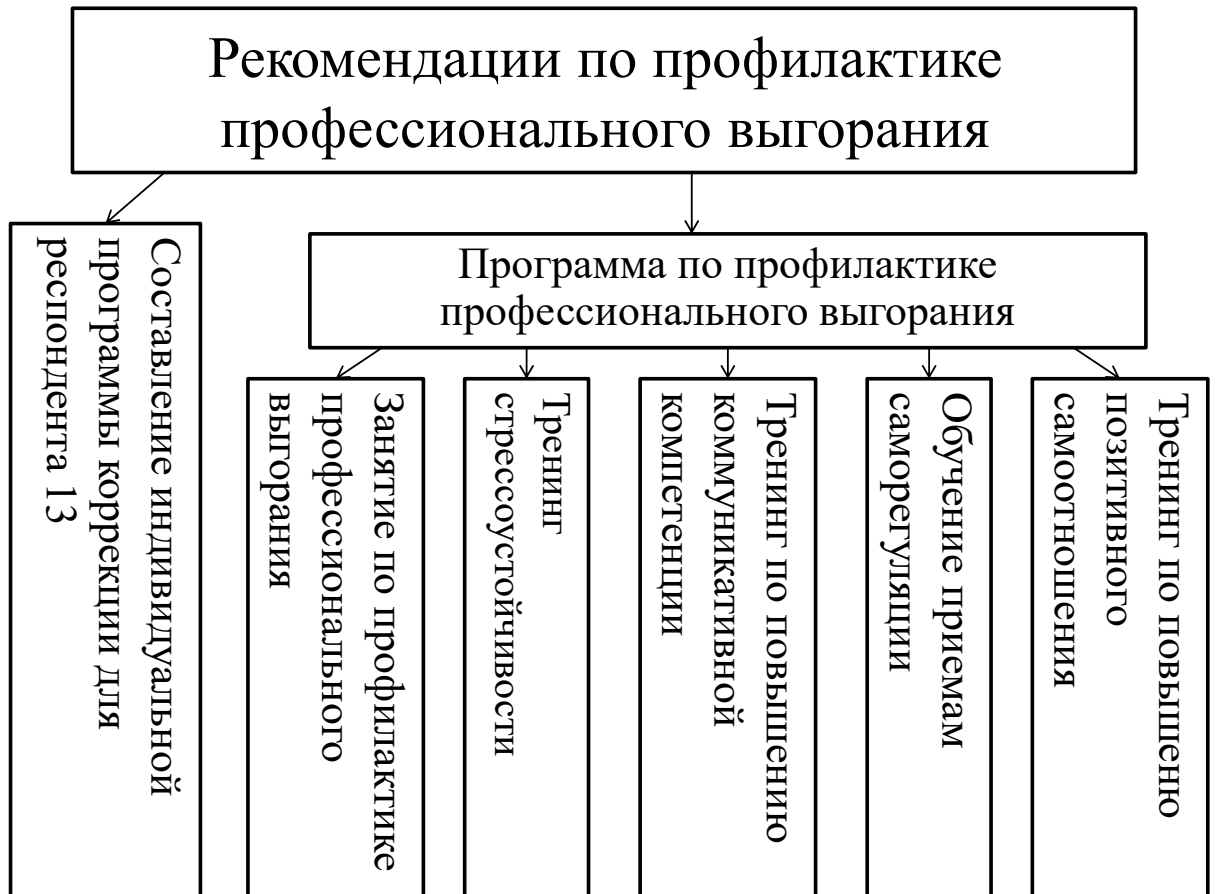 Рекомендации по профилактике
профессионального выгорания
Составление индивидуальной
программы коррекции для
респондента 13
Программа по профилактике
профессионального выгорания
Занятие по профилактике
профессионального
выгорания
Тренинг
стрессоустойчивости
Тренинг по повышению
коммуникативной
компетенции
Обучение приемам
саморегуляции
Тренинг по повышеню
позитивного
самоотношения